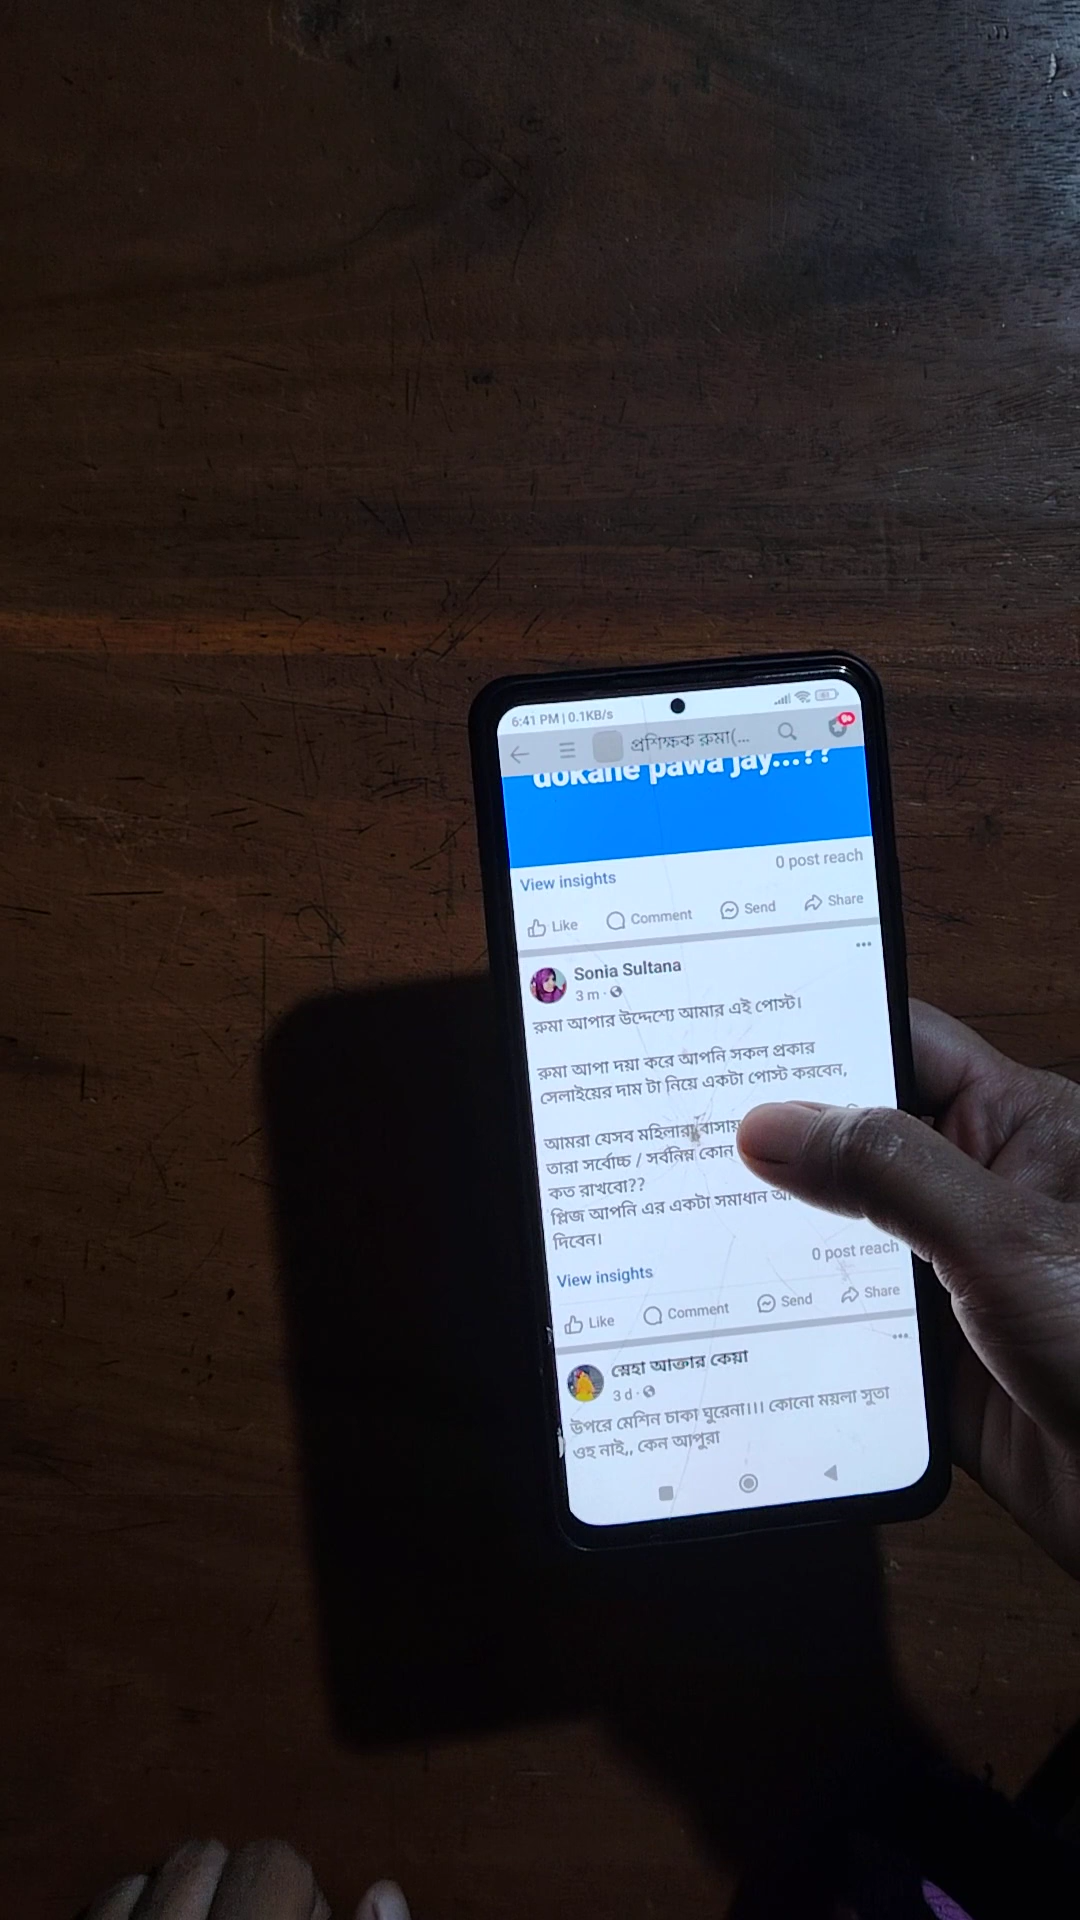 6:41 PM | 0.1KB/s
প্রশিক্ষক রুমা(...
dokane pawa jay...??
View insights
0 post reach
Like Comment Send Share
Sonia Sultana
3 m
রুমা আপার উদ্দেশ্যে আমার এই পোস্ট।
রুমা আপা দয়া করে আপনি সকল প্রকার
সেলাইয়ের দাম টা নিয়ে একটা পোস্ট করবেন,
আমরা যেসব মহিলারা বাসায়
তারা সর্বোচ্চ / সর্বনিম্ন কোন
কত রাখবো??
প্লিজ আপনি এর একটা সমাধান
দিবেন।
0 post reach
View insights
Like Comment Send Share
স্নেহা আক্তার কেয়া
3 d
উপরে মেশিন চাকা ঘুরেনা।।। কোনো ময়লা সুতা
ওহ নাই,, কেন আপুরা